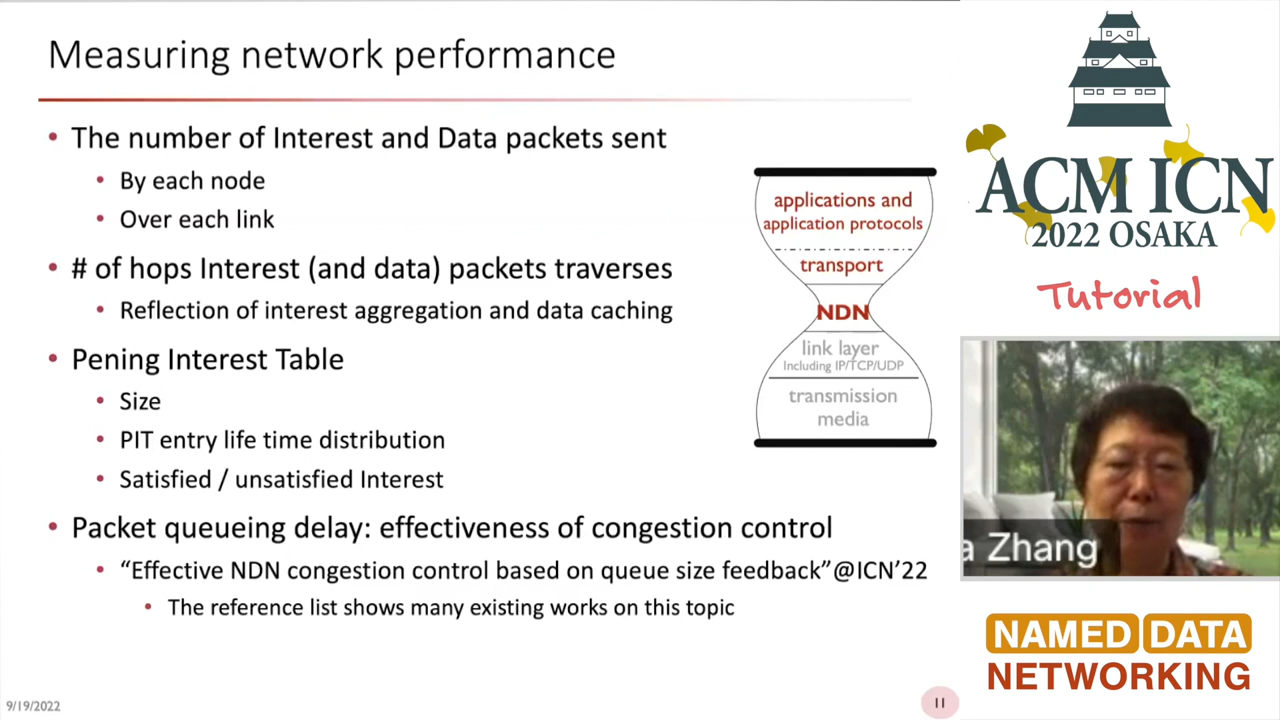 Measuring network performance
• The number of Interest and Data packets sent
• By each node
• Over each link
• # of hops Interest (and data) packets traverses
• Reflection of interest aggregation and data caching
• Pening Interest Table
• Size
• PIT entry life time distribution
• Satisfied / unsatisfied Interest
• Packet queueing delay: effectiveness of congestion control
• “Effective NDN congestion control based on queue size feedback”@ICN’22
• The reference list shows many existing works on this topic
applications and
application protocols
transport
NDN
link layer
Including IP/TCP/UDP
transmission
media
9/19/2022
11
ACM ICN
2022 OSAKA
Tutorial
a Zhang
NAMED DATA
NETWORKING